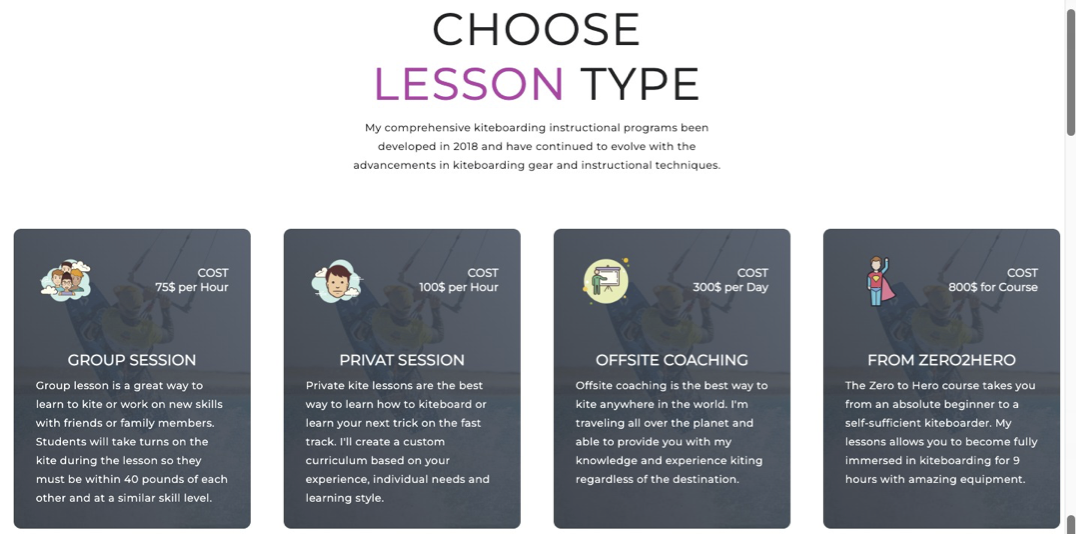 CHOOSE
LESSON TYPE
My comprehensive kiteboarding instructional programs been
developed in 2018 and have continued to evolve with the
advancements in kiteboarding gear and instructional techniques.
COST
75$ per Hour
GROUP SESSION
Group lesson is a great way to
learn to kite or work on new skills
with friends or family members.
Students will take turns on the
kite during the lesson so they
must be within 40 pounds of each
other and at a similar skill level.
COST
100$ per Hour
PRIVAT SESSION
Private kite lessons are the best
way to learn how to kiteboard or
learn your next trick on the fast
track. I'll create a custom
curriculum based on your
experience, individual needs and
learning style.
COST
300$ per Day
OFFSITE COACHING
Offsite coaching is the best way to
kite anywhere in the world. I'm
traveling all over the planet and
able to provide you with my
knowledge and experience kiting
regardless of the destination.
COST
800$ for Course
FROM ZERO2HERO
The Zero to Hero course takes you
from an absolute beginner to a
self-sufficient kiteboarder. My
lessons allows you to become fully
immersed in kiteboarding for 9
hours with amazing equipment.